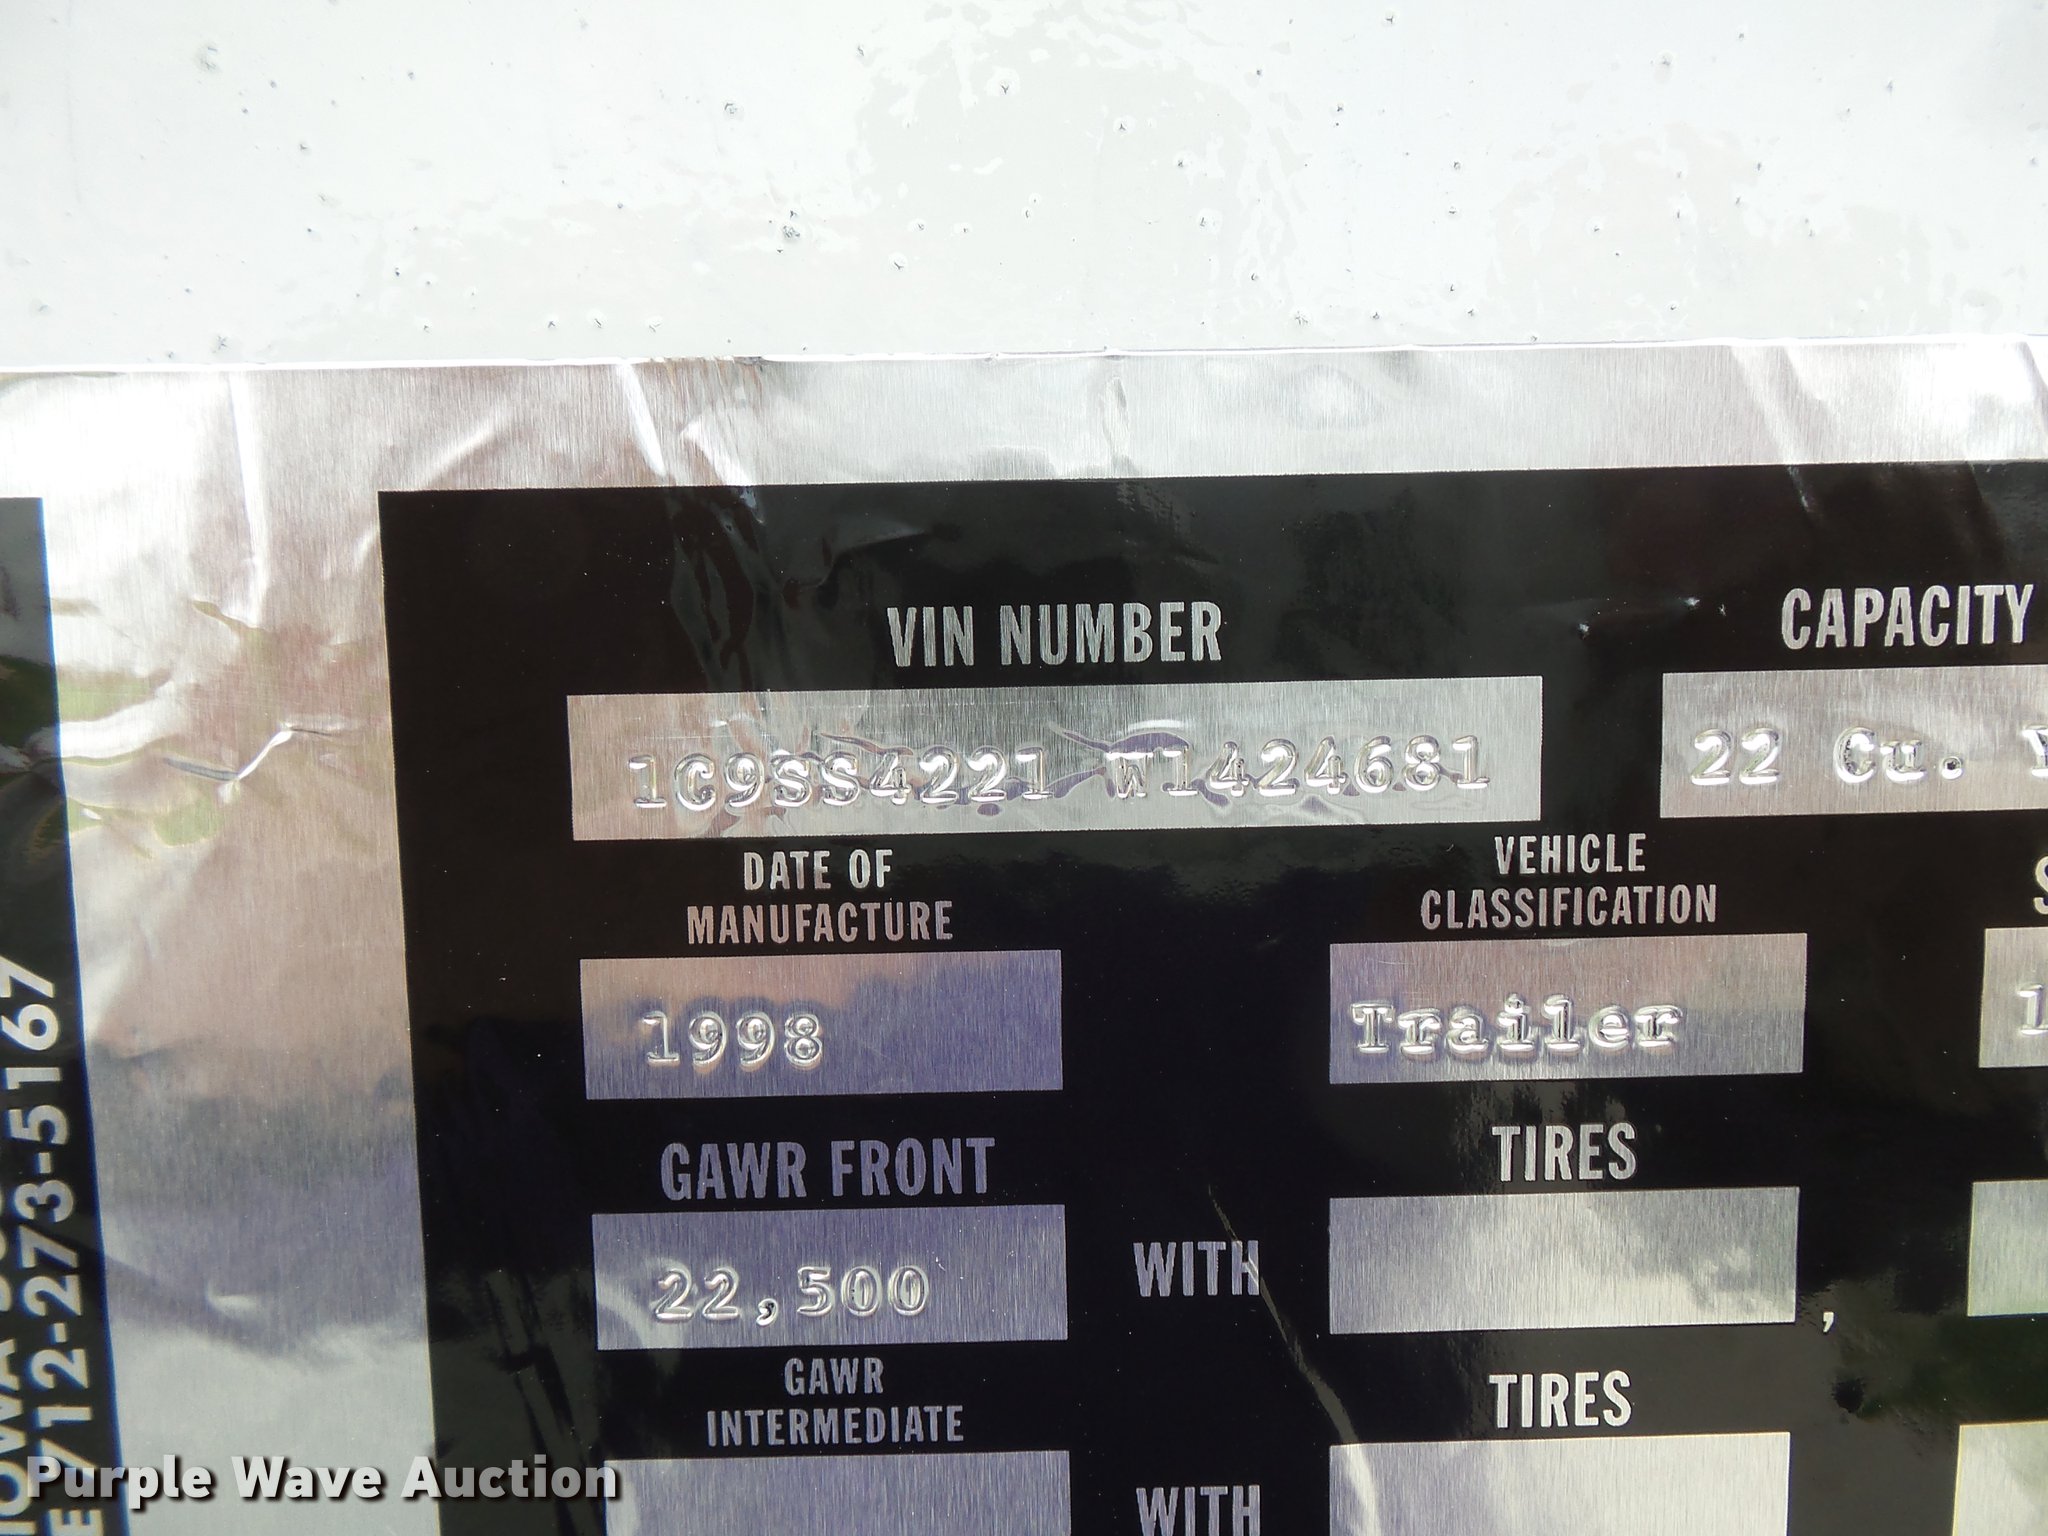 VIN NUMBER
CAPACITY
1C9SS4221 W1424681
22 Cu.
DATE OF
MANUFACTURE
VEHICLE
CLASSIFICATION
1998
Trailer
GAWR FRONT
TIRES
22,500
WITH
,
GAWR
INTERMEDIATE
TIRES
WITH
712-273-5167
Purple Wave Auction